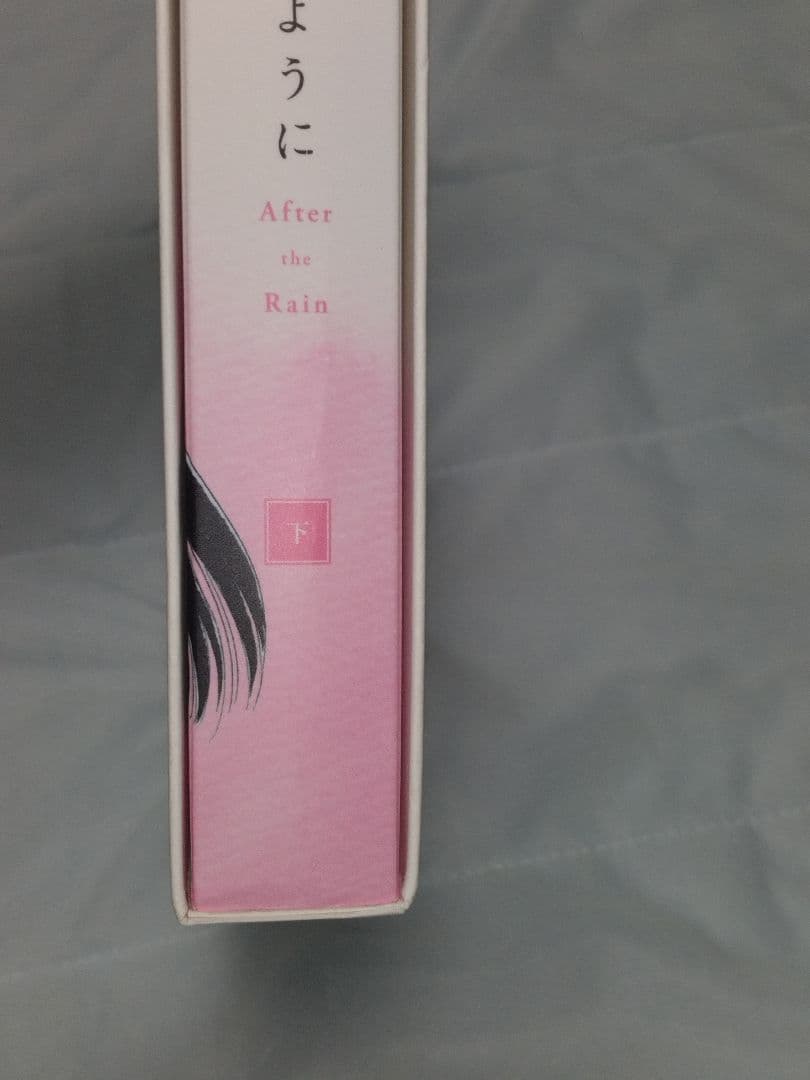 ように
After
the
Rain
下